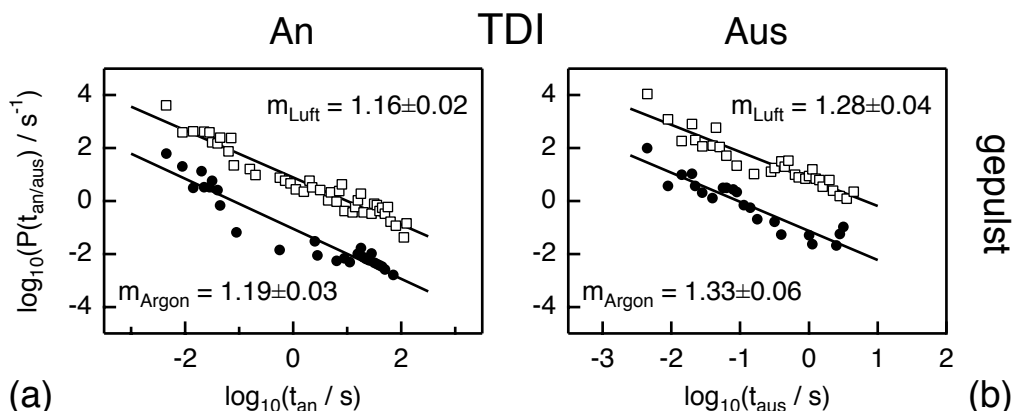 An TDI Aus
log₁₀(P(t_an/aus) / s⁻¹)
4
2
0
-2
-4
m_Luft = 1.16±0.02
m_Argon = 1.19±0.03
-2 0 2
log₁₀(t_an / s)
(a)
4
2
0
-2
-4
m_Luft = 1.28±0.04
m_Argon = 1.33±0.06
-3 -2 -1 0 1 2
log₁₀(t_aus / s)
(b)
gepulst